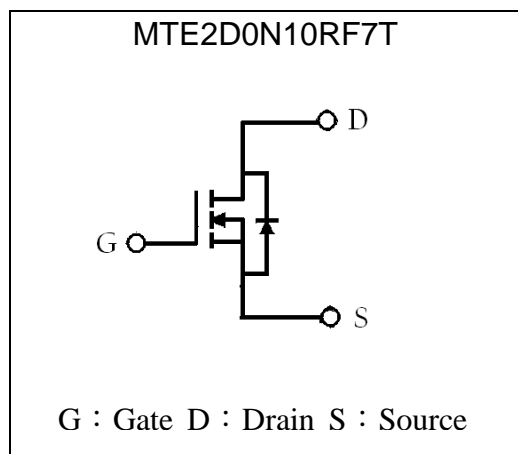 MTE2D0N10RF7T
D
G
S
G：Gate D：Drain S：Source